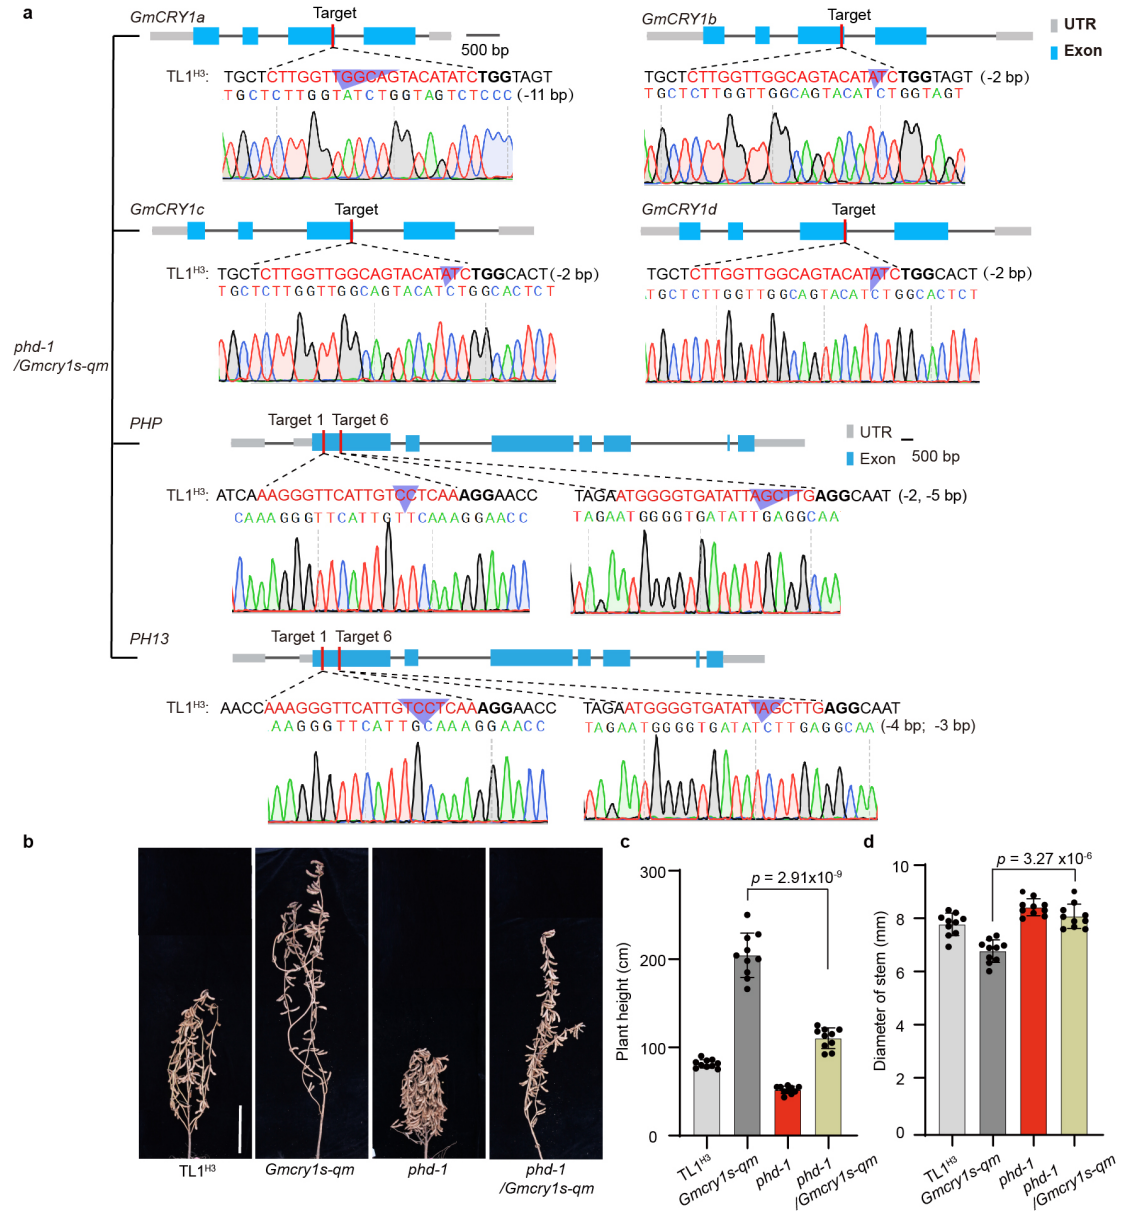 a
GmCRY1a
Target
500 bp
TL1H3: TGCTCTTGGTTGGCAGTACATATCTGGTAGT
TGCTCTTGGTATCTGGTAGTCTCCC (-11 bp)
GmCRY1b
Target
UTR
Exon
TGCTCTTGGTTGGCAGTACATATCTGGTAGT (-2 bp)
TGCTCTTGGTTGGCAGTACATCTGGTAGT
GmCRY1c
Target
TL1H3: TGCTCTTGGTTGGCAGTACATATCTGGCACT (-2 bp)
TGCTCTTGGTTGGCAGTACATCTGGCACTCT
GmCRY1d
Target
TGCTCTTGGTTGGCAGTACATATCTGGCACT (-2 bp)
TGCTCTTGGTTGGCAGTACATCTGGCACTCT
phd-1
/Gmcry1s-qm
PHP
Target 1 Target 6
UTR
Exon
500 bp
TL1H3: ATCAAAGGGTTCATTGTCCTCAAAGGAACC TAGAATGGGGTGATATTAGCTTGAGGCAAT (-2, -5 bp)
CAAAGGGTTCATTGTTCAAAGGAACC TAGAATGGGGTGATATTGAGGCAA
PH13
Target 1 Target 6
TL1H3: AACCAAAGGGTTCATTGTCCTCAAAGGAACC TAGAATGGGGTGATATTAGCTTGAGGCAAT
AAGGGTTCATTGCAAAGGAACC TAGAATGGGGTGATATCTTGAGGCAA (-4 bp; -3 bp)
b
TL1H3
Gmcry1s-qm
phd-1
phd-1
/Gmcry1s-qm
c
p = 2.91x10-9
Plant height (cm)
300
200
100
0
TL1H3
Gmcry1s-qm
phd-1
phd-1
/Gmcry1s-qm
d
p = 3.27 x10-6
Diameter of stem (mm)
10
8
6
4
2
0
TL1H3
Gmcry1s-qm
phd-1
phd-1
/Gmcry1s-qm